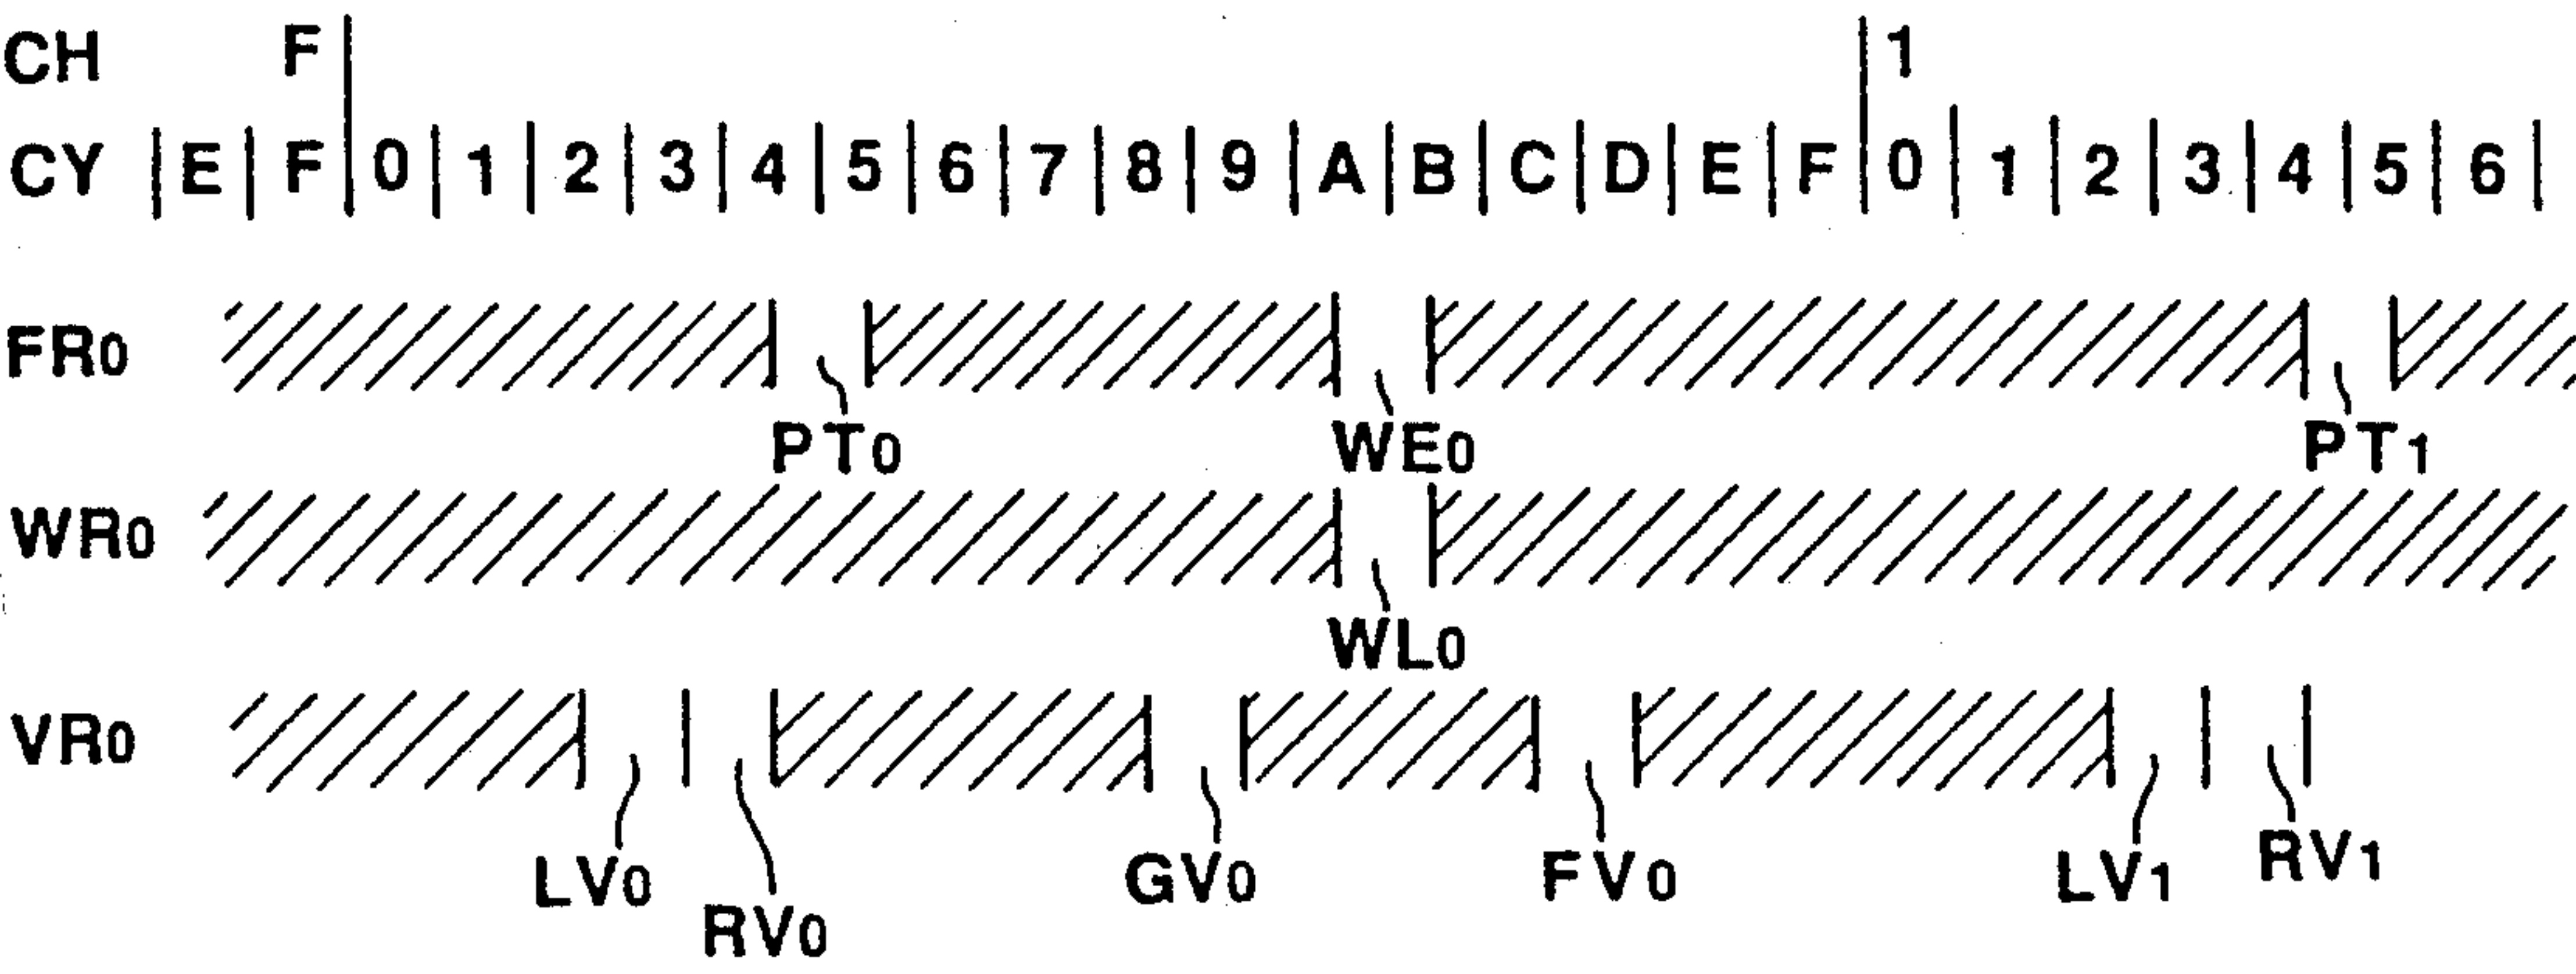 CH F 1
CY E F 0 1 2 3 4 5 6 7 8 9 A B C D E F 0 1 2 3 4 5 6
FR0
PT0 WE0 PT1
WR0
WL0
VR0
LV0 RV0 GV0 FV0 LV1 RV1